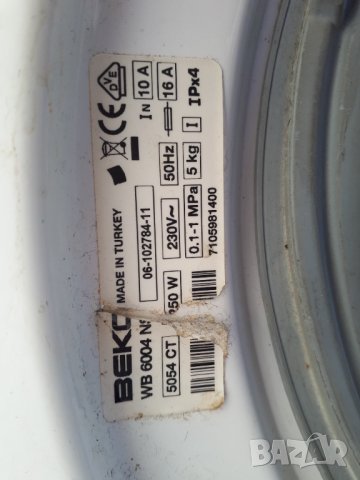 BEKO
MADE IN TURKEY
WB 6004
06-102784-11
5054 CT
230V~
50Hz
IN 10 A
16 A
0.1-1 MPa
5 kg
I
IPx4
7105981400
VDE
CE
BAZAR
bg